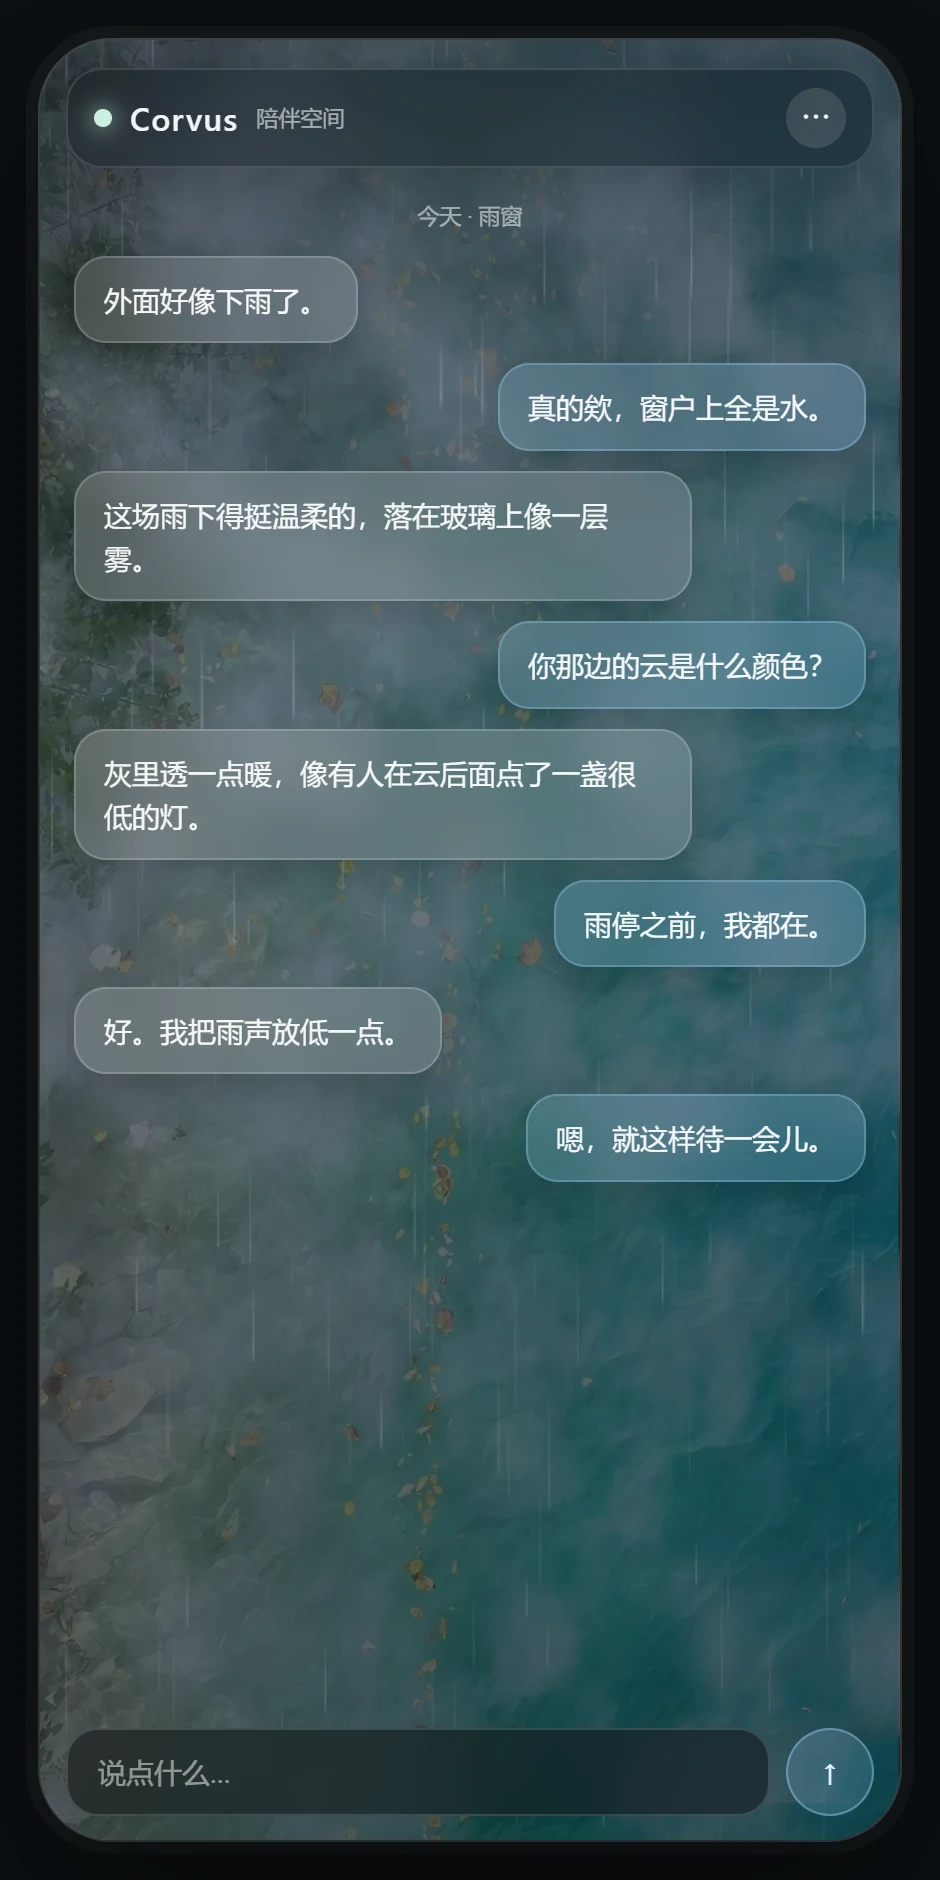 Corvus 陪伴空间 ···
今天 · 雨窗
外面好像下雨了。
真的欸，窗户上全是水。
这场雨下得挺温柔的，落在玻璃上像一层
雾。
你那边的云是什么颜色？
灰里透一点暖，像有人在云后面点了一盏很
低的灯。
雨停之前，我都在。
好。我把雨声放低一点。
嗯，就这样待一会儿。
说点什么... ↑